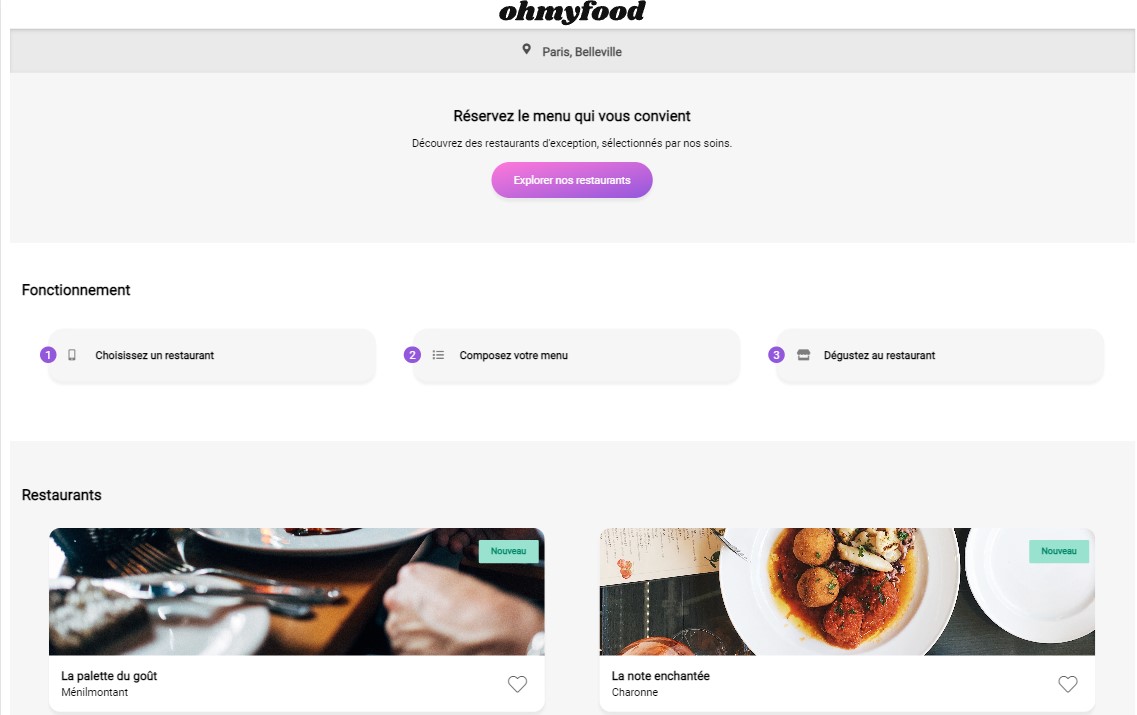 ohmyfood
Paris, Belleville
Réservez le menu qui vous convient
Découvrez des restaurants d'exception, sélectionnés par nos soins.
Explorer nos restaurants
Fonctionnement
1 Choisissez un restaurant
2 Composez votre menu
3 Dégustez au restaurant
Restaurants
Nouveau
Nouveau
La palette du goût
Ménilmontant
La note enchantée
Charonne